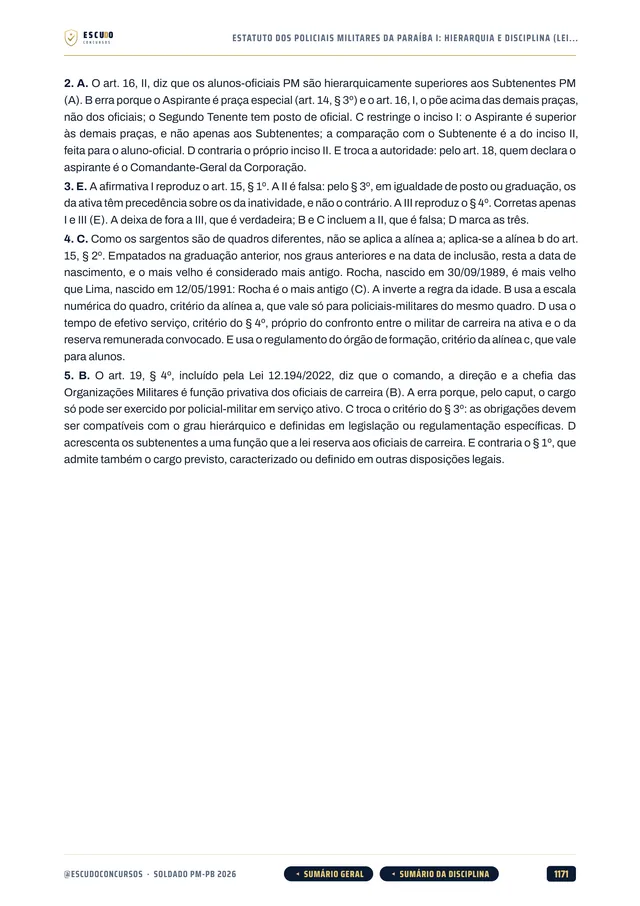 ESCUDO
CONCURSOS
ESTATUTO DOS POLICIAIS MILITARES DA PARAÍBA I: HIERARQUIA E DISCIPLINA (LEI...
2. A. O art. 16, II, diz que os alunos-oficiais PM são hierarquicamente superiores aos Subtenentes PM
(A). B erra porque o Aspirante é praça especial (art. 14, § 3º) e o art. 16, I, o põe acima das demais praças,
não dos oficiais; o Segundo Tenente tem posto de oficial. C restringe o inciso I: o Aspirante é superior
às demais praças, e não apenas aos Subtenentes; a comparação com o Subtenente é a do inciso II,
feita para o aluno-oficial. D contraria o próprio inciso II. E troca a autoridade: pelo art. 18, quem declara o
aspirante é o Comandante-Geral da Corporação.
3. E. A afirmativa I reproduz o art. 15, § 1º. A II é falsa: pelo § 3º, em igualdade de posto ou graduação, os
da ativa têm precedência sobre os da inatividade, e não o contrário. A III reproduz o § 4º. Corretas apenas
I e III (E). A deixa de fora a III, que é verdadeira; B e C incluem a II, que é falsa; D marca as três.
4. C. Como os sargentos são de quadros diferentes, não se aplica a alínea a; aplica-se a alínea b do art.
15, § 2º. Empatados na graduação anterior, nos graus anteriores e na data de inclusão, resta a data de
nascimento, e o mais velho é considerado mais antigo. Rocha, nascido em 30/09/1989, é mais velho
que Lima, nascido em 12/05/1991: Rocha é o mais antigo (C). A inverte a regra da idade. B usa a escala
numérica do quadro, critério da alínea a, que vale só para policiais-militares do mesmo quadro. D usa o
tempo de efetivo serviço, critério do § 4º, próprio do confronto entre o militar de carreira na ativa e o da
reserva remunerada convocado. E usa o regulamento do órgão de formação, critério da alínea c, que vale
para alunos.
5. B. O art. 19, § 4º, incluído pela Lei 12.194/2022, diz que o comando, a direção e a chefia das
Organizações Militares é função privativa dos oficiais de carreira (B). A erra porque, pelo caput, o cargo
só pode ser exercido por policial-militar em serviço ativo. C troca o critério do § 3º: as obrigações devem
ser compatíveis com o grau hierárquico e definidas em legislação ou regulamentação específicas. D
acrescenta os subtenentes a uma função que a lei reserva aos oficiais de carreira. E contraria o § 1º, que
admite também o cargo previsto, caracterizado ou definido em outras disposições legais.
@ESCUDOCONCURSOS · SOLDADO PM-PB 2026
SUMÁRIO GERAL
SUMÁRIO DA DISCIPLINA
1171